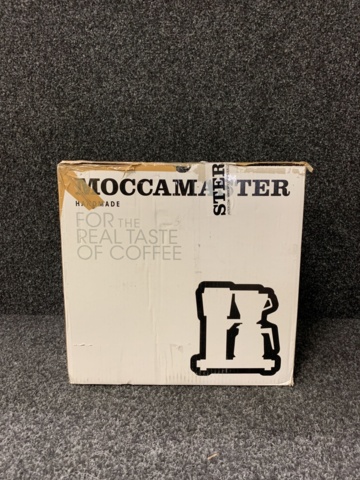 MOCCAMASTER
STER
HANDMADE
FOR THE
REAL TASTE
OF COFFEE